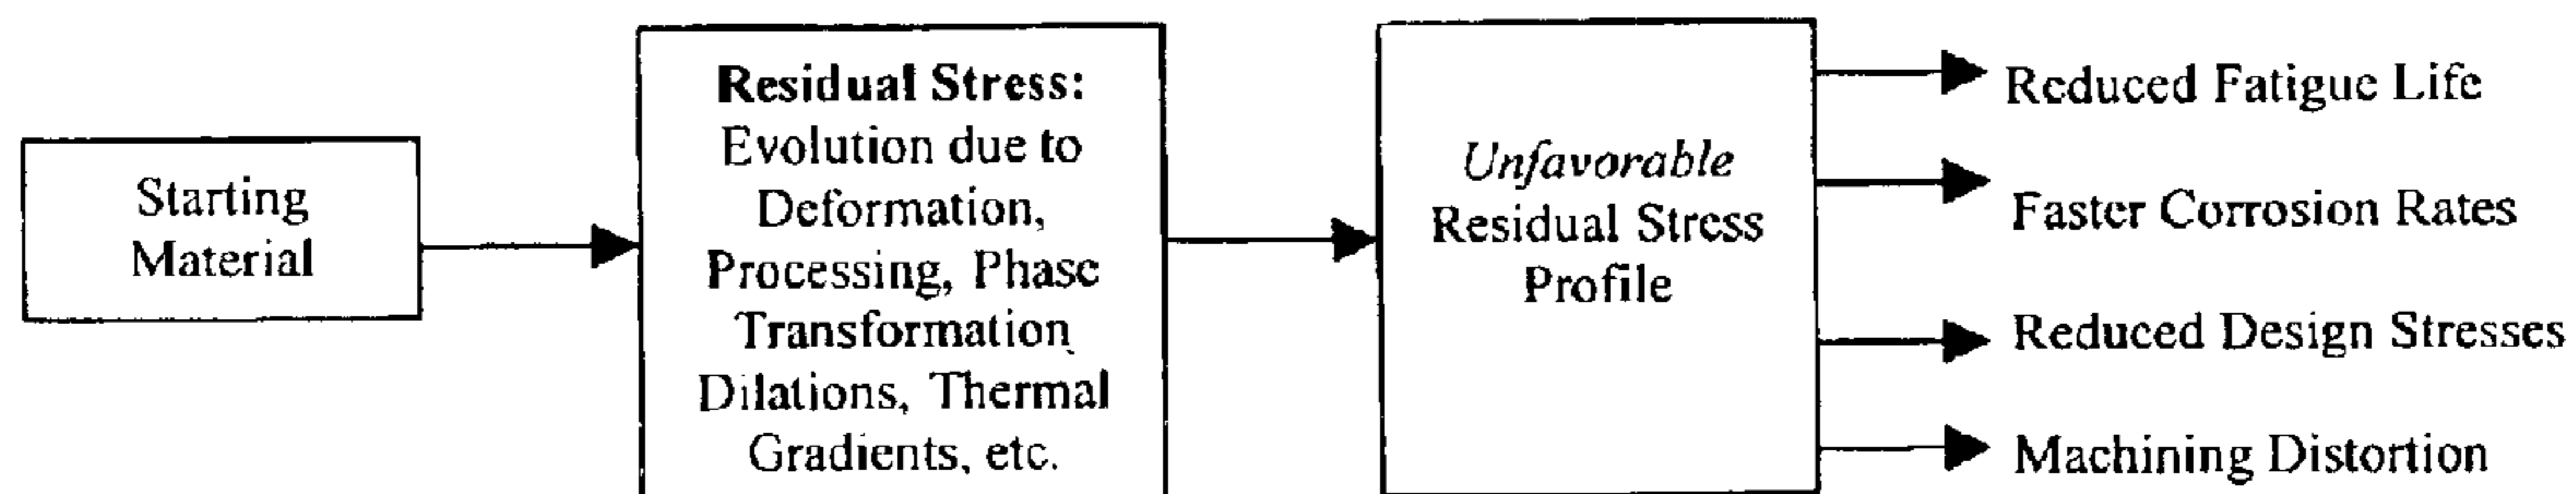 Starting
Material
Residual Stress:
Evolution due to
Deformation,
Processing, Phase
Transformation
Dilations, Thermal
Gradients, etc.
Unfavorable
Residual Stress
Profile
Reduced Fatigue Life
Faster Corrosion Rates
Reduced Design Stresses
Machining Distortion